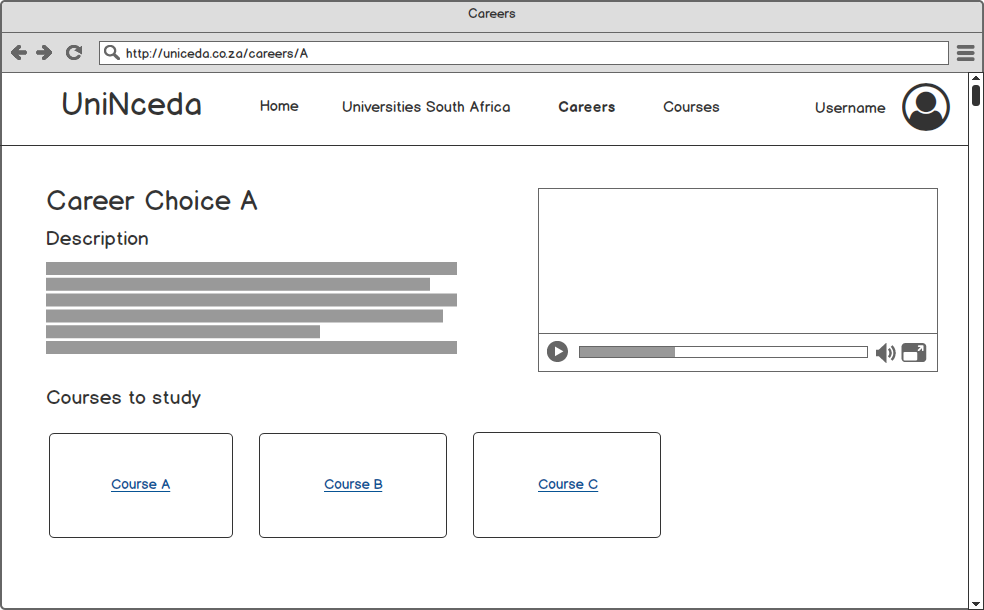 Careers
http://uniceda.co.za/careers/A
UniNceda Home Universities South Africa Careers Courses Username
Career Choice A
Description
Courses to study
Course A Course B Course C